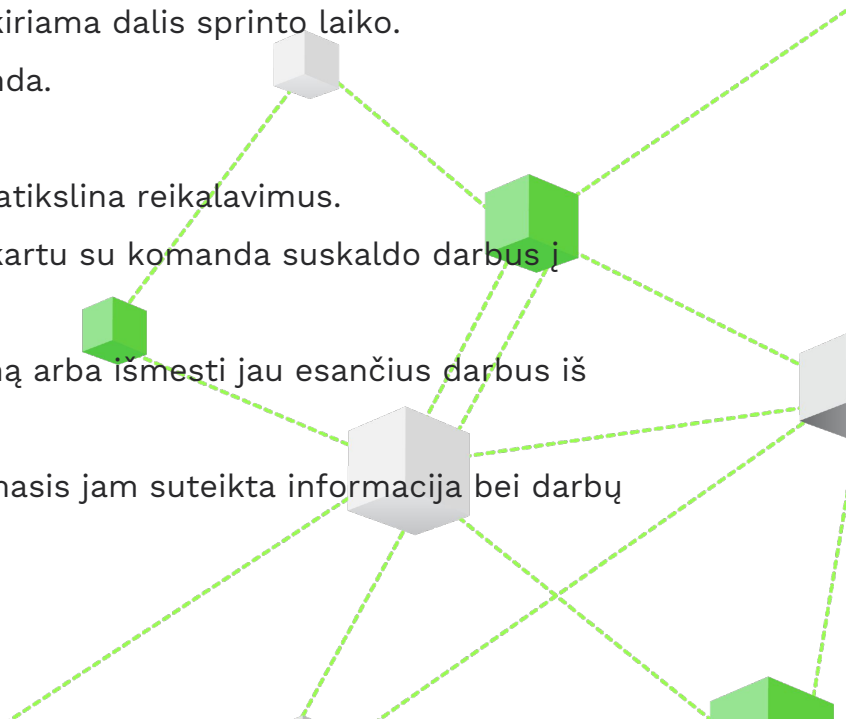 kiriama dalis sprinto laiko.
nda.
atikslina reikalavimus.
kartu su komanda suskaldo darbus į
ną arba išmesti jau esančius darbus iš
masis jam suteikta informacija bei darbų